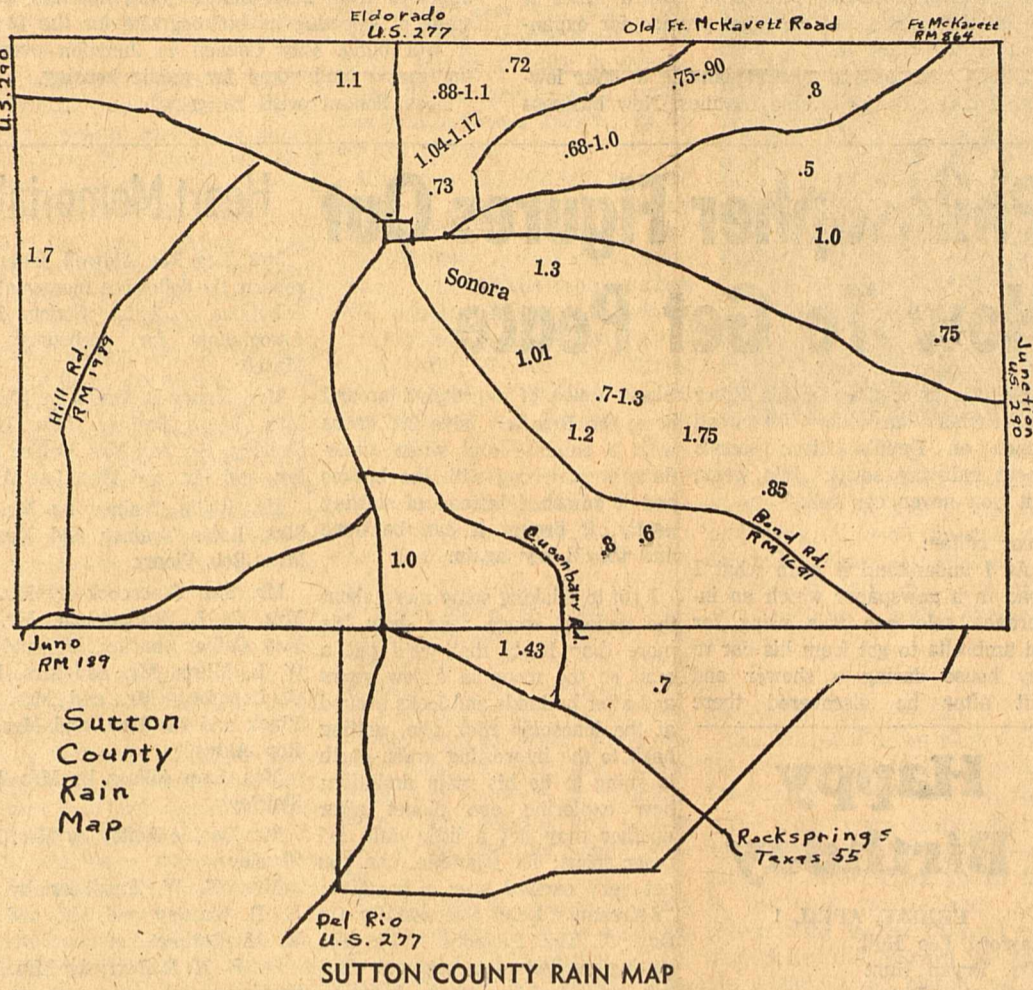 Eldorado
U.S. 277
Old Ft. McKavett Road
Ft McKavett
RM 864
U.S. 290
1.1
.72
.88-1.1
.75-.90
.8
1.04-1.17
.68-1.0
.73
.5
1.7
1.0
1.3
Sonora
.75
Junction
U.S. 290
1.01
Hill Rd.
RM 1989
.7-1.3
1.2
1.75
.85
Bond Rd.
RM 1691
.8
.6
Cusenbary Rd.
1.0
Juno
RM 189
1.43
.7
Sutton
County
Rain
Map
Rocksprings
Texas 55
Del Rio
U.S. 277
SUTTON COUNTY RAIN MAP